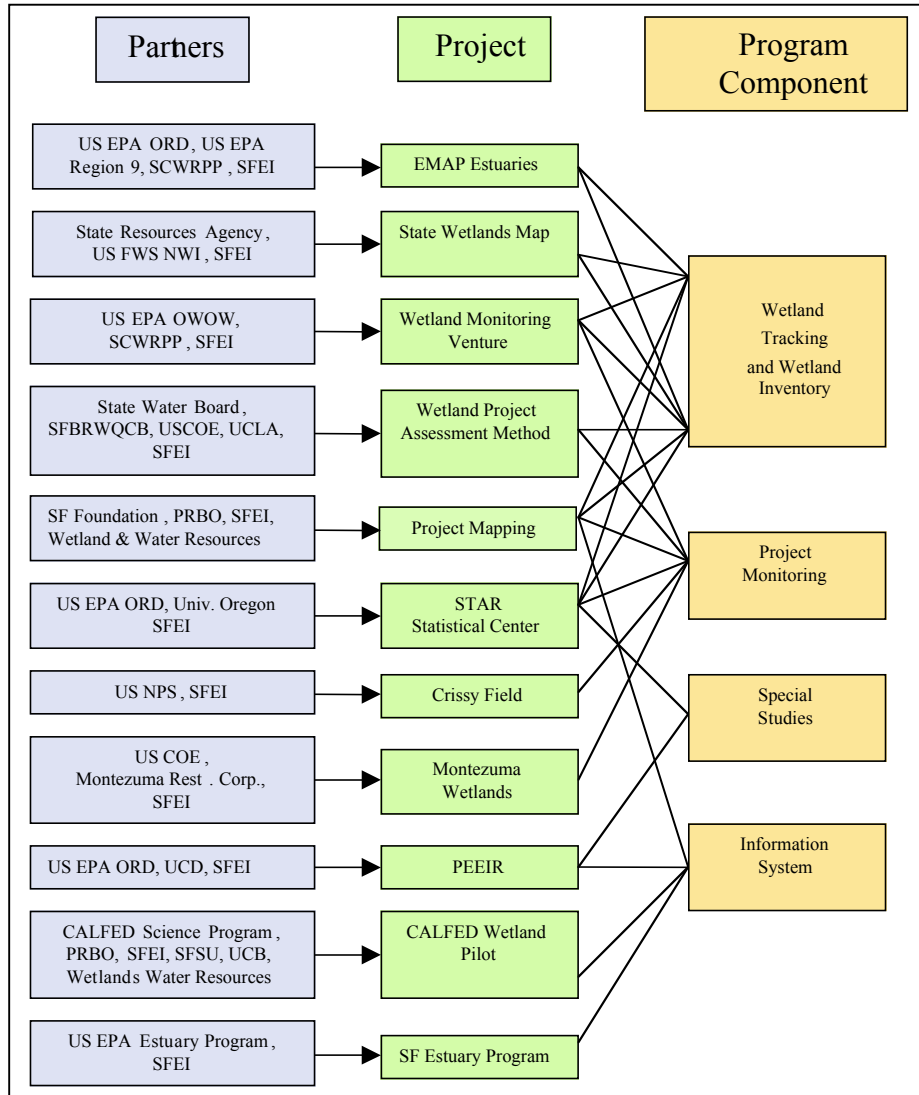 Partners
Project
Program
Component
US EPA ORD, US EPA
Region 9, SCWRPP , SFEI
EMAP Estuaries
State Resources Agency,
US FWS NWI , SFEI
State Wetlands Map
US EPA OWOW,
SCWRPP , SFEI
Wetland Monitoring
Venture
Wetland
Tracking
and Wetland
Inventory
State Water Board,
SFBRWQCB, USCOE, UCLA,
SFEI
Wetland Project
Assessment Method
SF Foundation , PRBO, SFEI,
Wetland & Water Resources
Project Mapping
Project
Monitoring
US EPA ORD, Univ. Oregon
SFEI
STAR
Statistical Center
US NPS , SFEI
Crissy Field
Special
Studies
US COE ,
Montezuma Rest . Corp.,
SFEI
Montezuma
Wetlands
US EPA ORD, UCD, SFEI
PEEIR
Information
System
CALFED Science Program ,
PRBO, SFEI, SFSU, UCB,
Wetlands Water Resources
CALFED Wetland
Pilot
US EPA Estuary Program ,
SFEI
SF Estuary Program